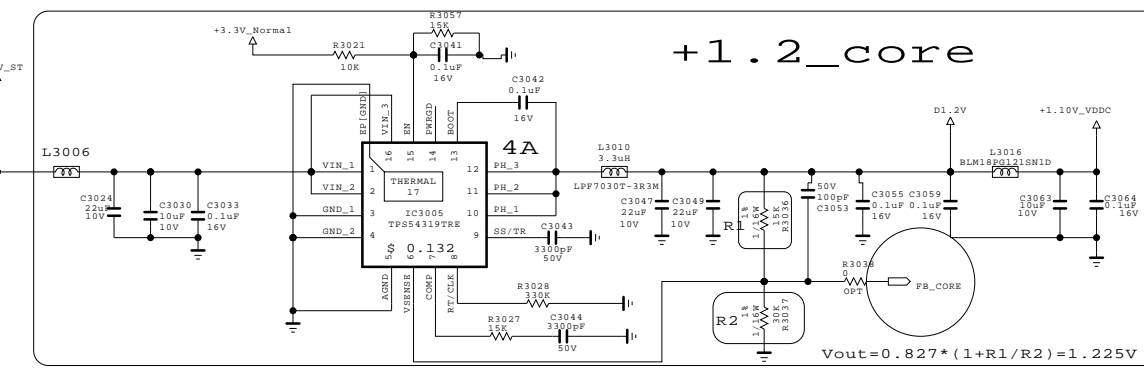 R3057
15K
+3.3V_Normal
R3021
10K
C3041
0.1uF
16V
+1.2_core
V_ST
C3042
0.1uF
16V
EP[GND]
VIN_3
EN
PWRGD
BOOT
16
15
14
13
4A
D1.2V
+1.10V_VDDC
L3006
VIN_1
1
12
PH_3
L3010
3.3uH
LPF7030T-3R3M
L3016
BLM18PG121SN1D
THERMAL
17
VIN_2
2
11
PH_2
C3024
22uF
10V
C3030
10uF
10V
C3033
0.1uF
16V
GND_1
3
10
PH_1
IC3005
TPS54319TRE
GND_2
4
9
SS/TR
$ 0.132
C3043
3300pF
50V
C3047
22uF
10V
C3049
22uF
10V
R1
1%
1/16W
15K
R3036
50V
100pF
C3053
C3055
0.1uF
16V
C3059
0.1uF
16V
C3063
10uF
10V
C3064
0.1uF
16V
5
6
7
8
AGND
VSENSE
COMP
RT/CLK
R3028
330K
R3027
15K
C3044
3300pF
50V
R3038
0
OPT
FB_CORE
R2
1%
1/16W
30K
R3037
Vout=0.827*(1+R1/R2)=1.225V